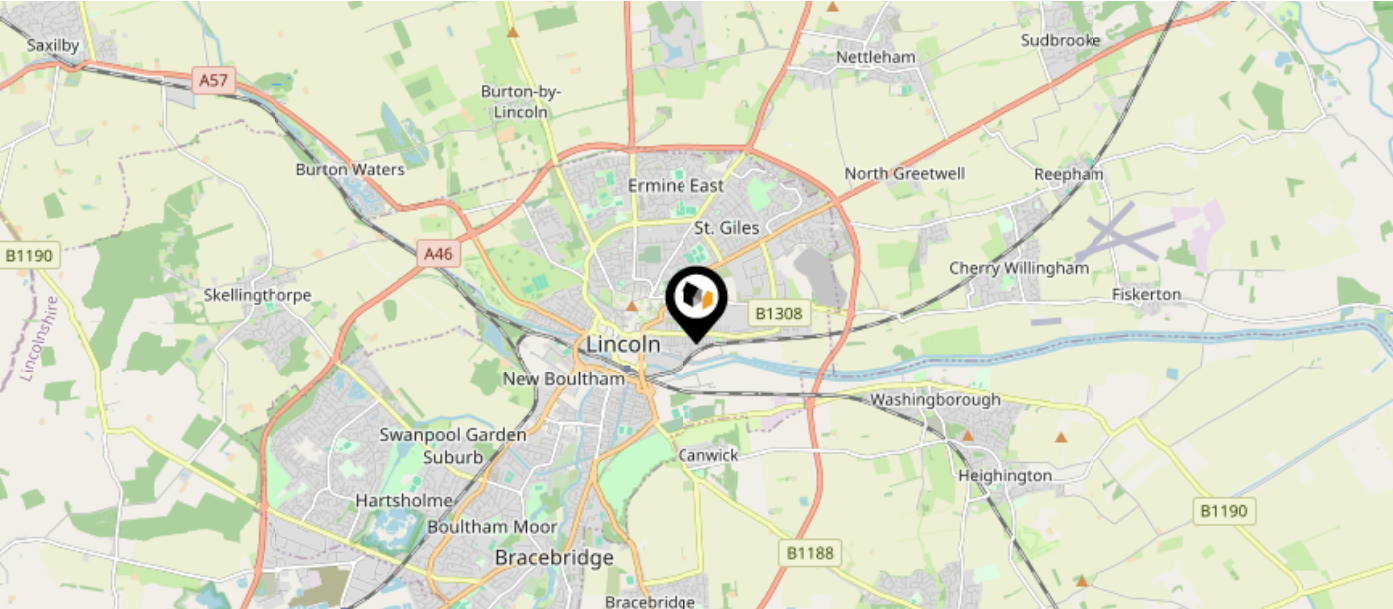 Saxilby
Sudbrooke
Nettleham
A57
Burton-by-
Lincoln
Burton Waters
North Greetwell
Reepham
Ermine East
St. Giles
A46
B1190
Cherry Willingham
Skellingthorpe
Fiskerton
B1308
Lincolnshire
Lincoln
New Boultham
Washingborough
Swanpool Garden
Suburb
Canwick
Heighington
Hartsholme
B1190
Boultham Moor
Bracebridge
B1188
Bracebridge